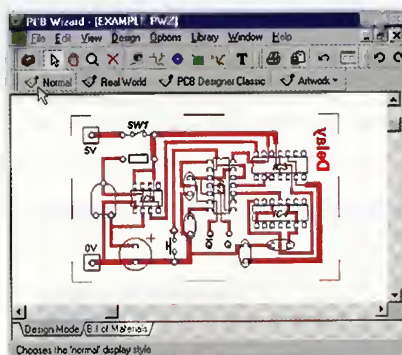 PCB Wizard - [EXAMPLE.PWZ]
File Edit View Design Options Library Window Help
T
Normal Real World PCB Designer Classic Artwork
SW1
5V
Delay
0V
+
Design Mode Bill of Materials
Chooses the 'normal' display style